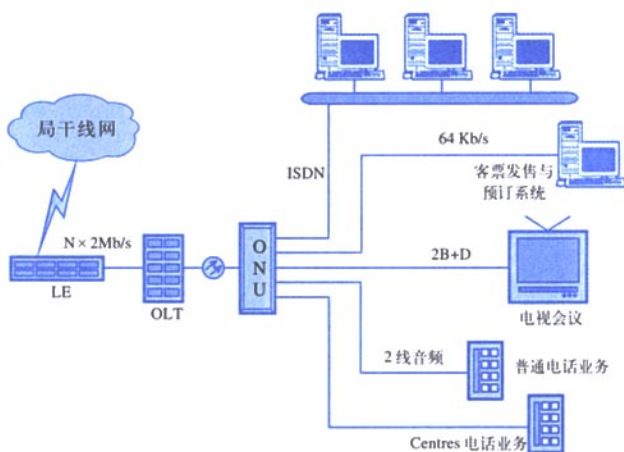 局干线网
N×2Mb/s
LE
OLT
ONU
ISDN
64 Kb/s
客票发售与
预订系统
2B+D
电视会议
2 线音频
普通电话业务
Centres 电话业务